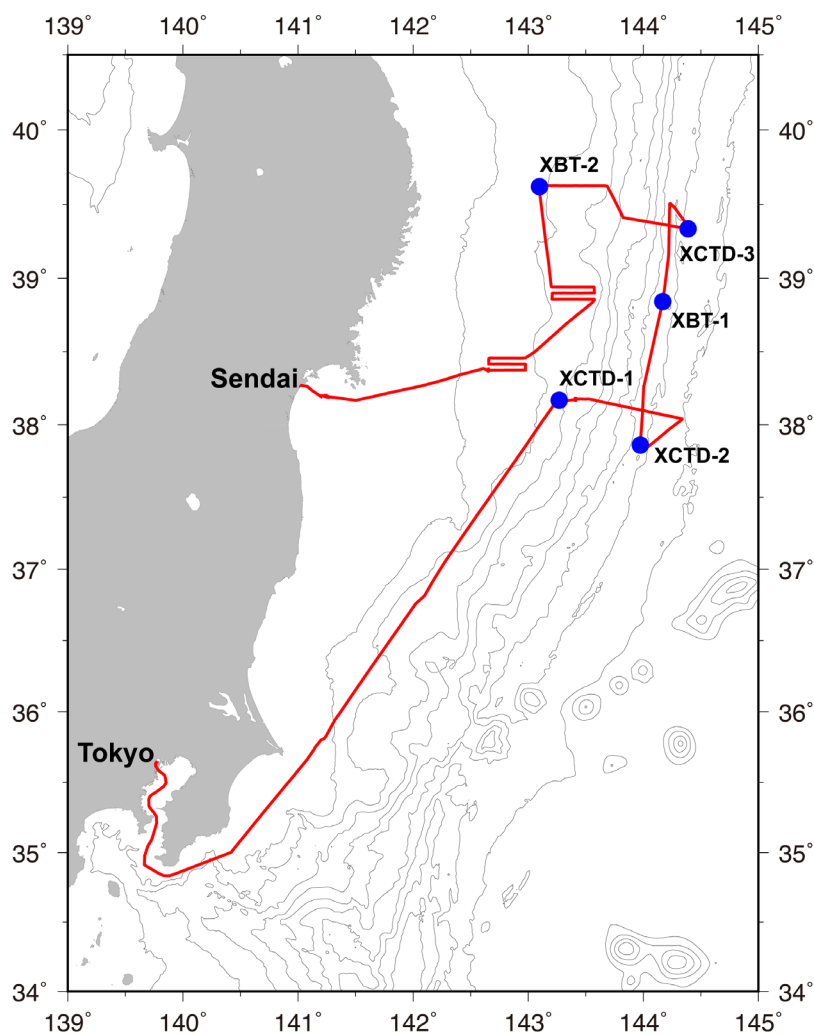 139˚ 140˚ 141˚ 142˚ 143˚ 144˚ 145˚
40˚ 40˚
XBT-2
XCTD-3
39˚ 39˚
XBT-1
Sendai
XCTD-1
38˚ 38˚
XCTD-2
37˚ 37˚
36˚ 36˚
Tokyo
35˚ 35˚
34˚ 34˚
139˚ 140˚ 141˚ 142˚ 143˚ 144˚ 145˚